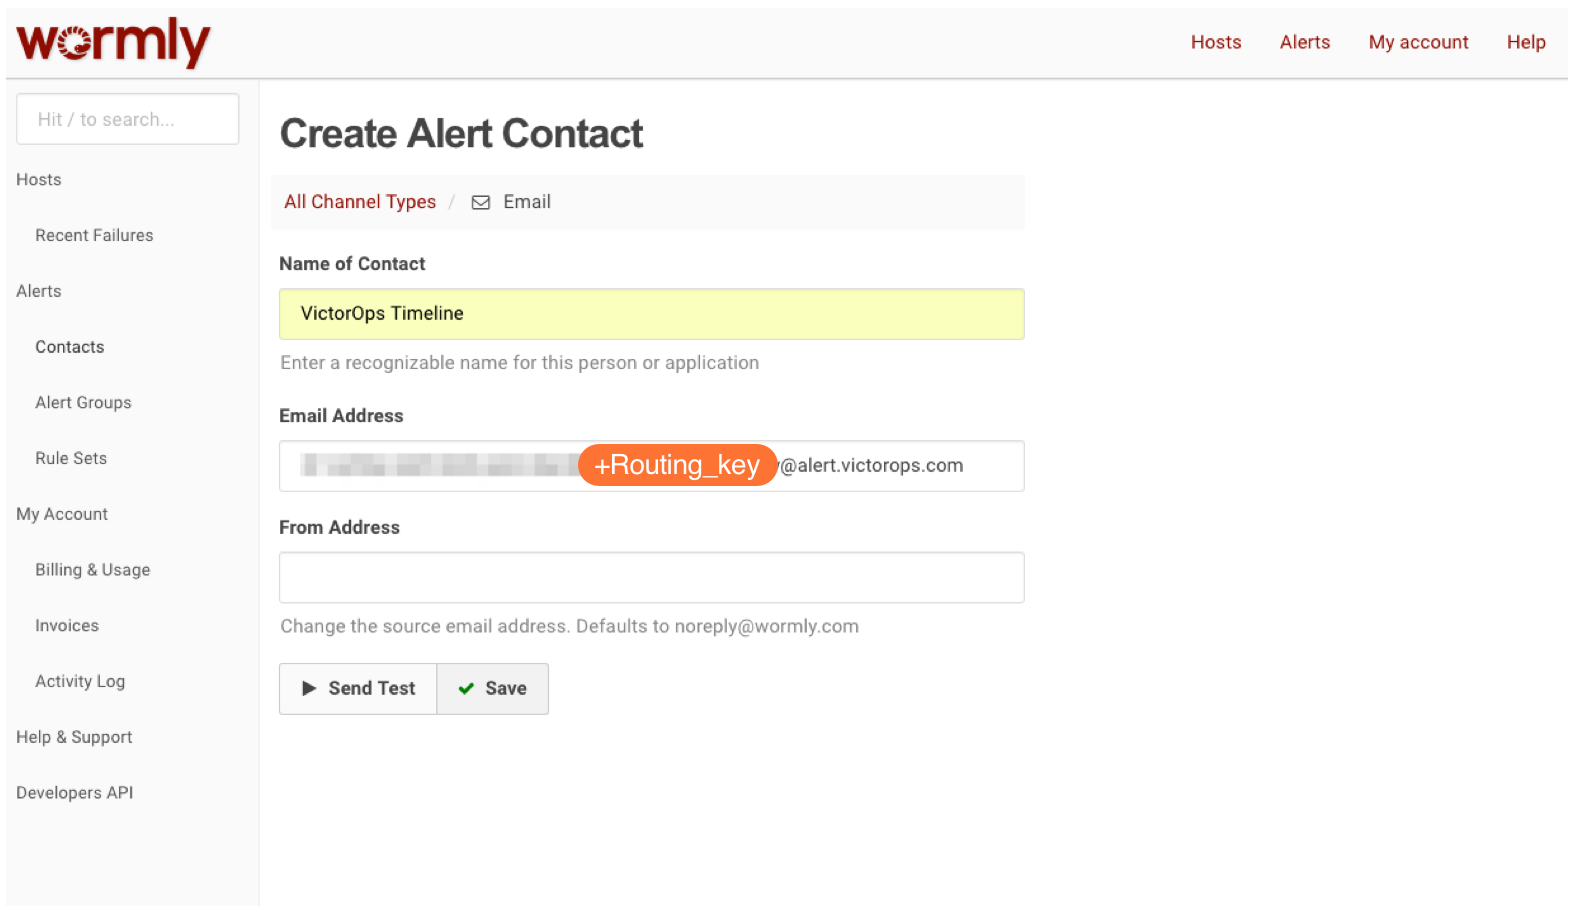 wormly
Hosts Alerts My account Help
Hit / to search...
Hosts
Recent Failures
Alerts
Contacts
Alert Groups
Rule Sets
My Account
Billing & Usage
Invoices
Activity Log
Help & Support
Developers API
Create Alert Contact
All Channel Types / Email
Name of Contact
VictorOps Timeline
Enter a recognizable name for this person or application
Email Address
+Routing_key @alert.victorops.com
From Address
Change the source email address. Defaults to noreply@wormly.com
Send Test Save